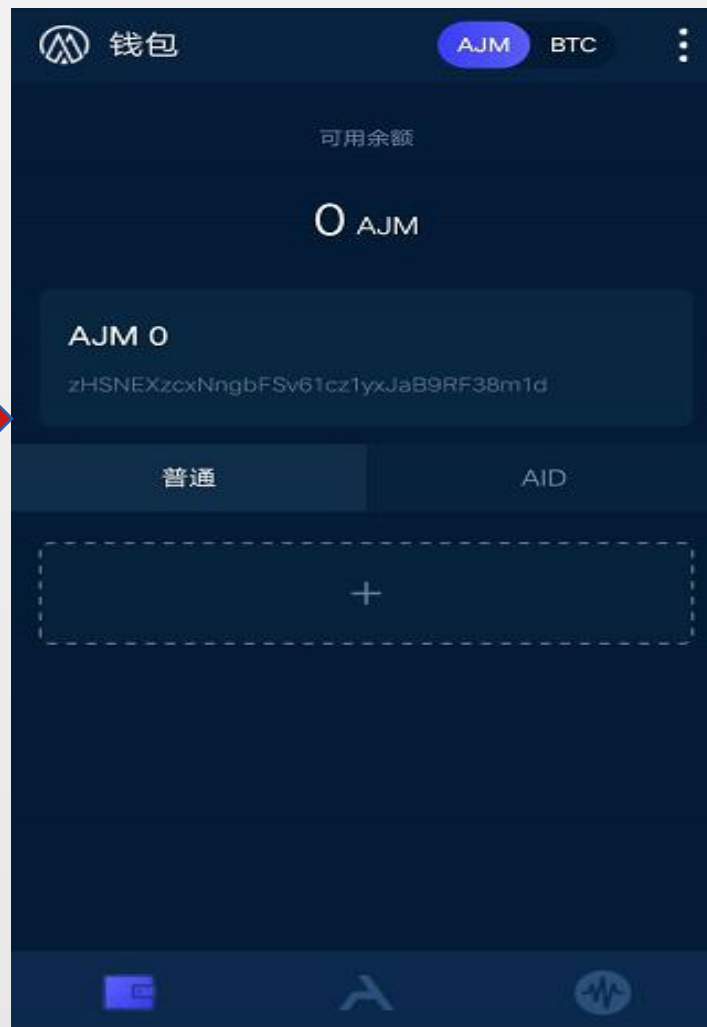 钱包
AJM BTC
可用余额
0 AJM
AJM 0
zHSNEXzcxNngbFSv61cz1yxJaB9RF38m1d
普通 AID
+